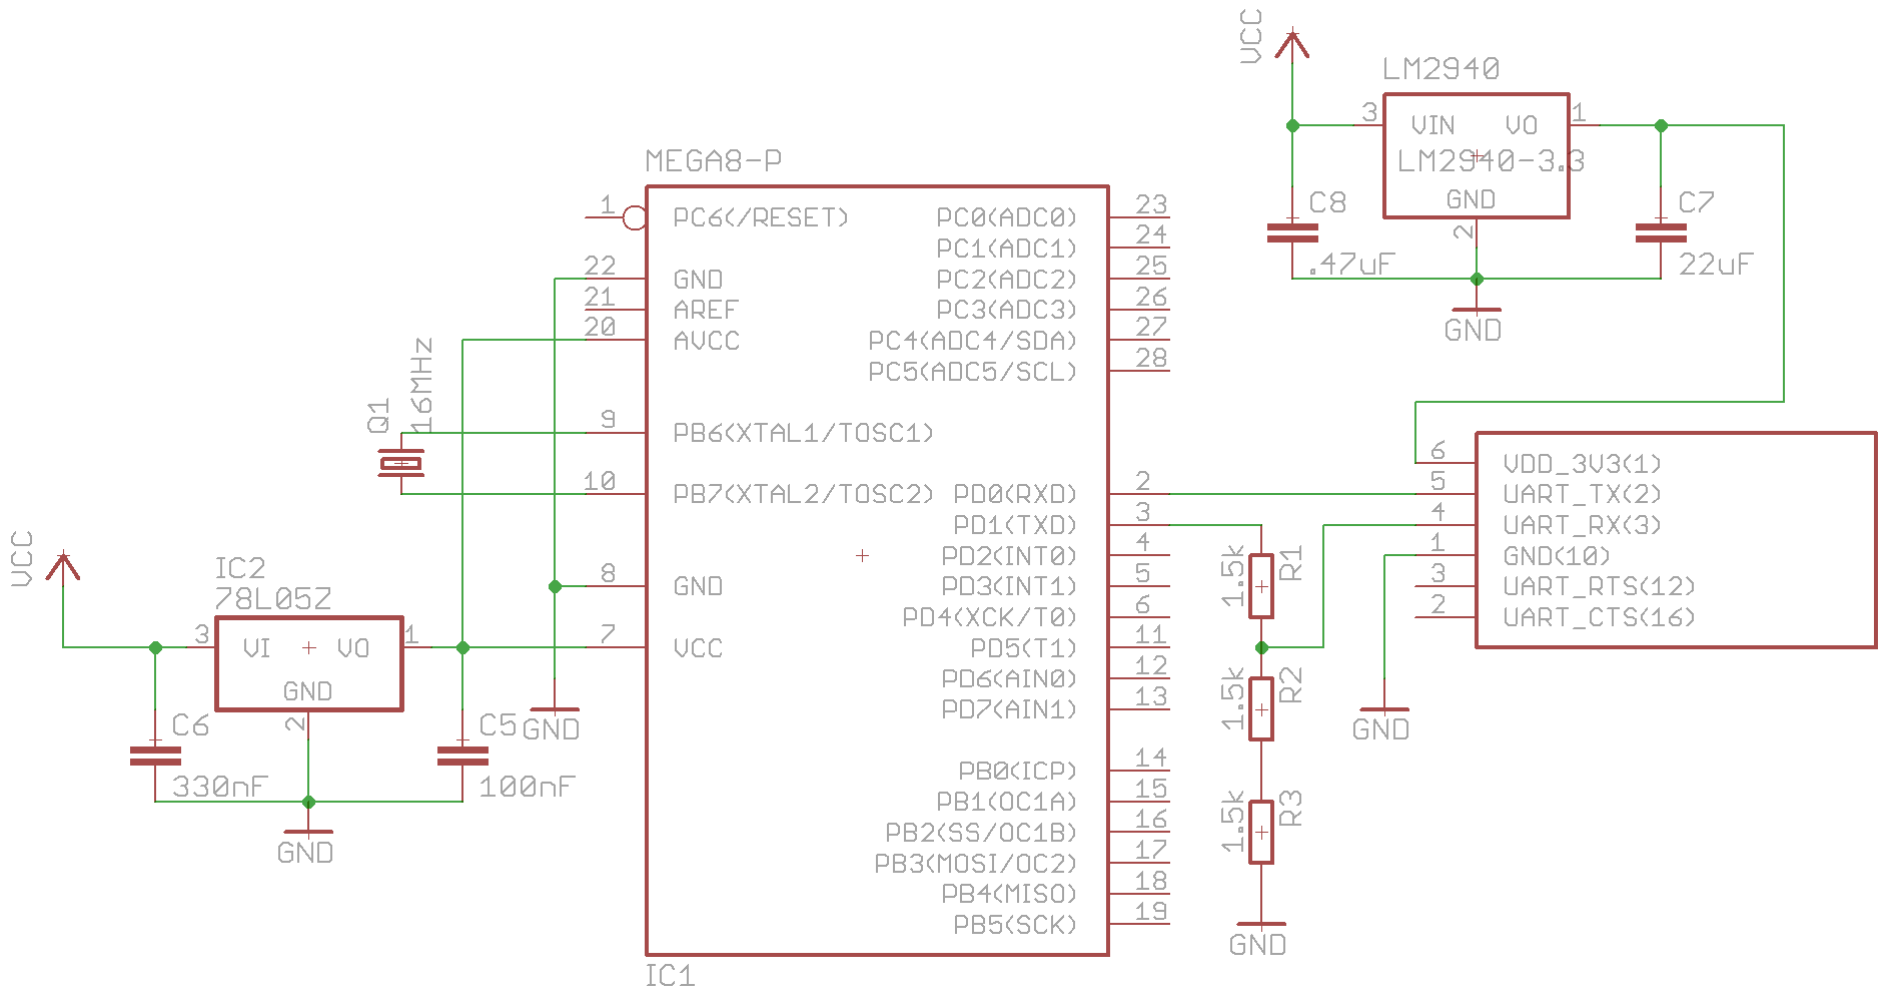 VCC
LM2940
3
VIN
VO
1
LM2940-3.3
GND
2
C8
.47uF
C7
22uF
GND
MEGA8-P
1
PC6(/RESET)
22
GND
21
AREF
20
AVCC
9
PB6(XTAL1/TOSC1)
10
PB7(XTAL2/TOSC2)
8
GND
7
VCC
PC0(ADC0)
23
PC1(ADC1)
24
PC2(ADC2)
25
PC3(ADC3)
26
PC4(ADC4/SDA)
27
PC5(ADC5/SCL)
28
PD0(RXD)
2
PD1(TXD)
3
PD2(INT0)
4
PD3(INT1)
5
PD4(XCK/T0)
6
PD5(T1)
11
PD6(AIN0)
12
PD7(AIN1)
13
PB0(ICP)
14
PB1(OC1A)
15
PB2(SS/OC1B)
16
PB3(MOSI/OC2)
17
PB4(MISO)
18
PB5(SCK)
19
IC1
Q1
16MHz
VCC
IC2
78L05Z
3
VI
VO
1
GND
2
C6
330nF
C5
100nF
GND
GND
1.5k
R1
1.5k
R2
1.5k
R3
GND
6
VDD_3V3(1)
5
UART_TX(2)
4
UART_RX(3)
1
GND(10)
3
UART_RTS(12)
2
UART_CTS(16)
GND